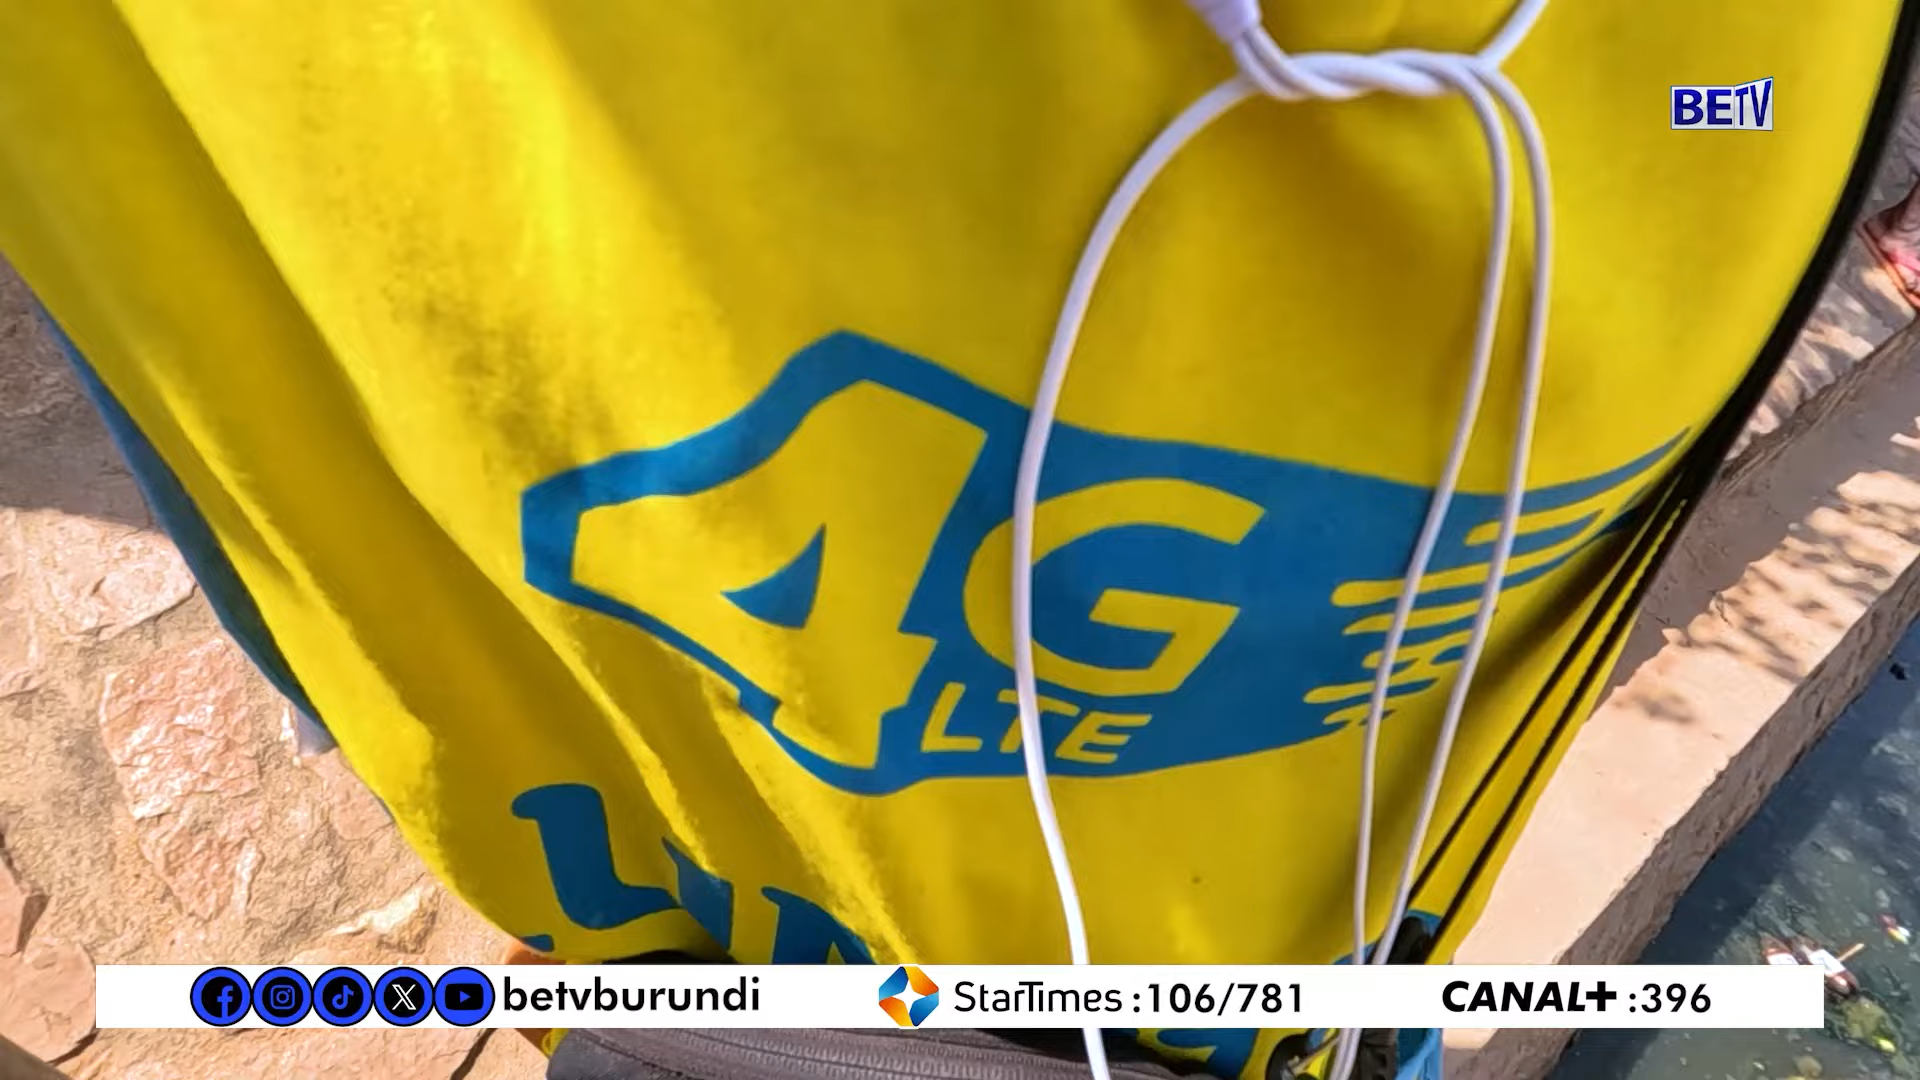 BETV
4G
LTE
betvburundi
StarTimes :106/781
CANAL+ :396